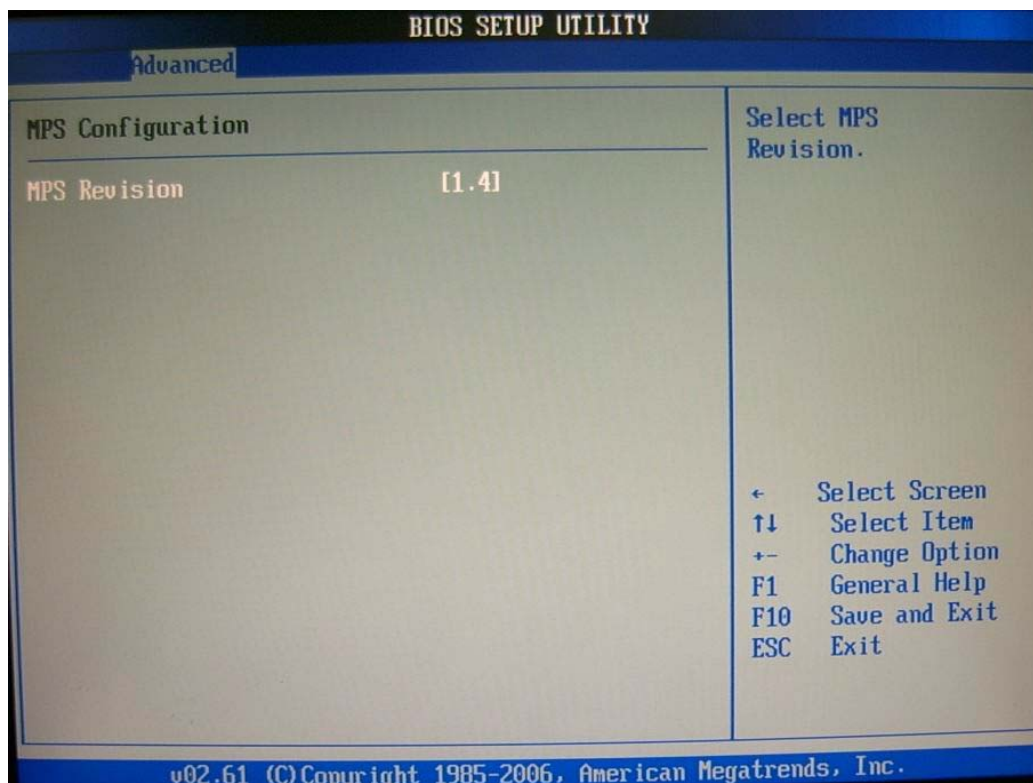 BIOS SETUP UTILITY
Advanced
MPS Configuration
MPS Revision [1.4]
Select MPS
Revision.
← Select Screen
↑↓ Select Item
+- Change Option
F1 General Help
F10 Save and Exit
ESC Exit
v02.61 (C)Copyright 1985-2006, American Megatrends, Inc.